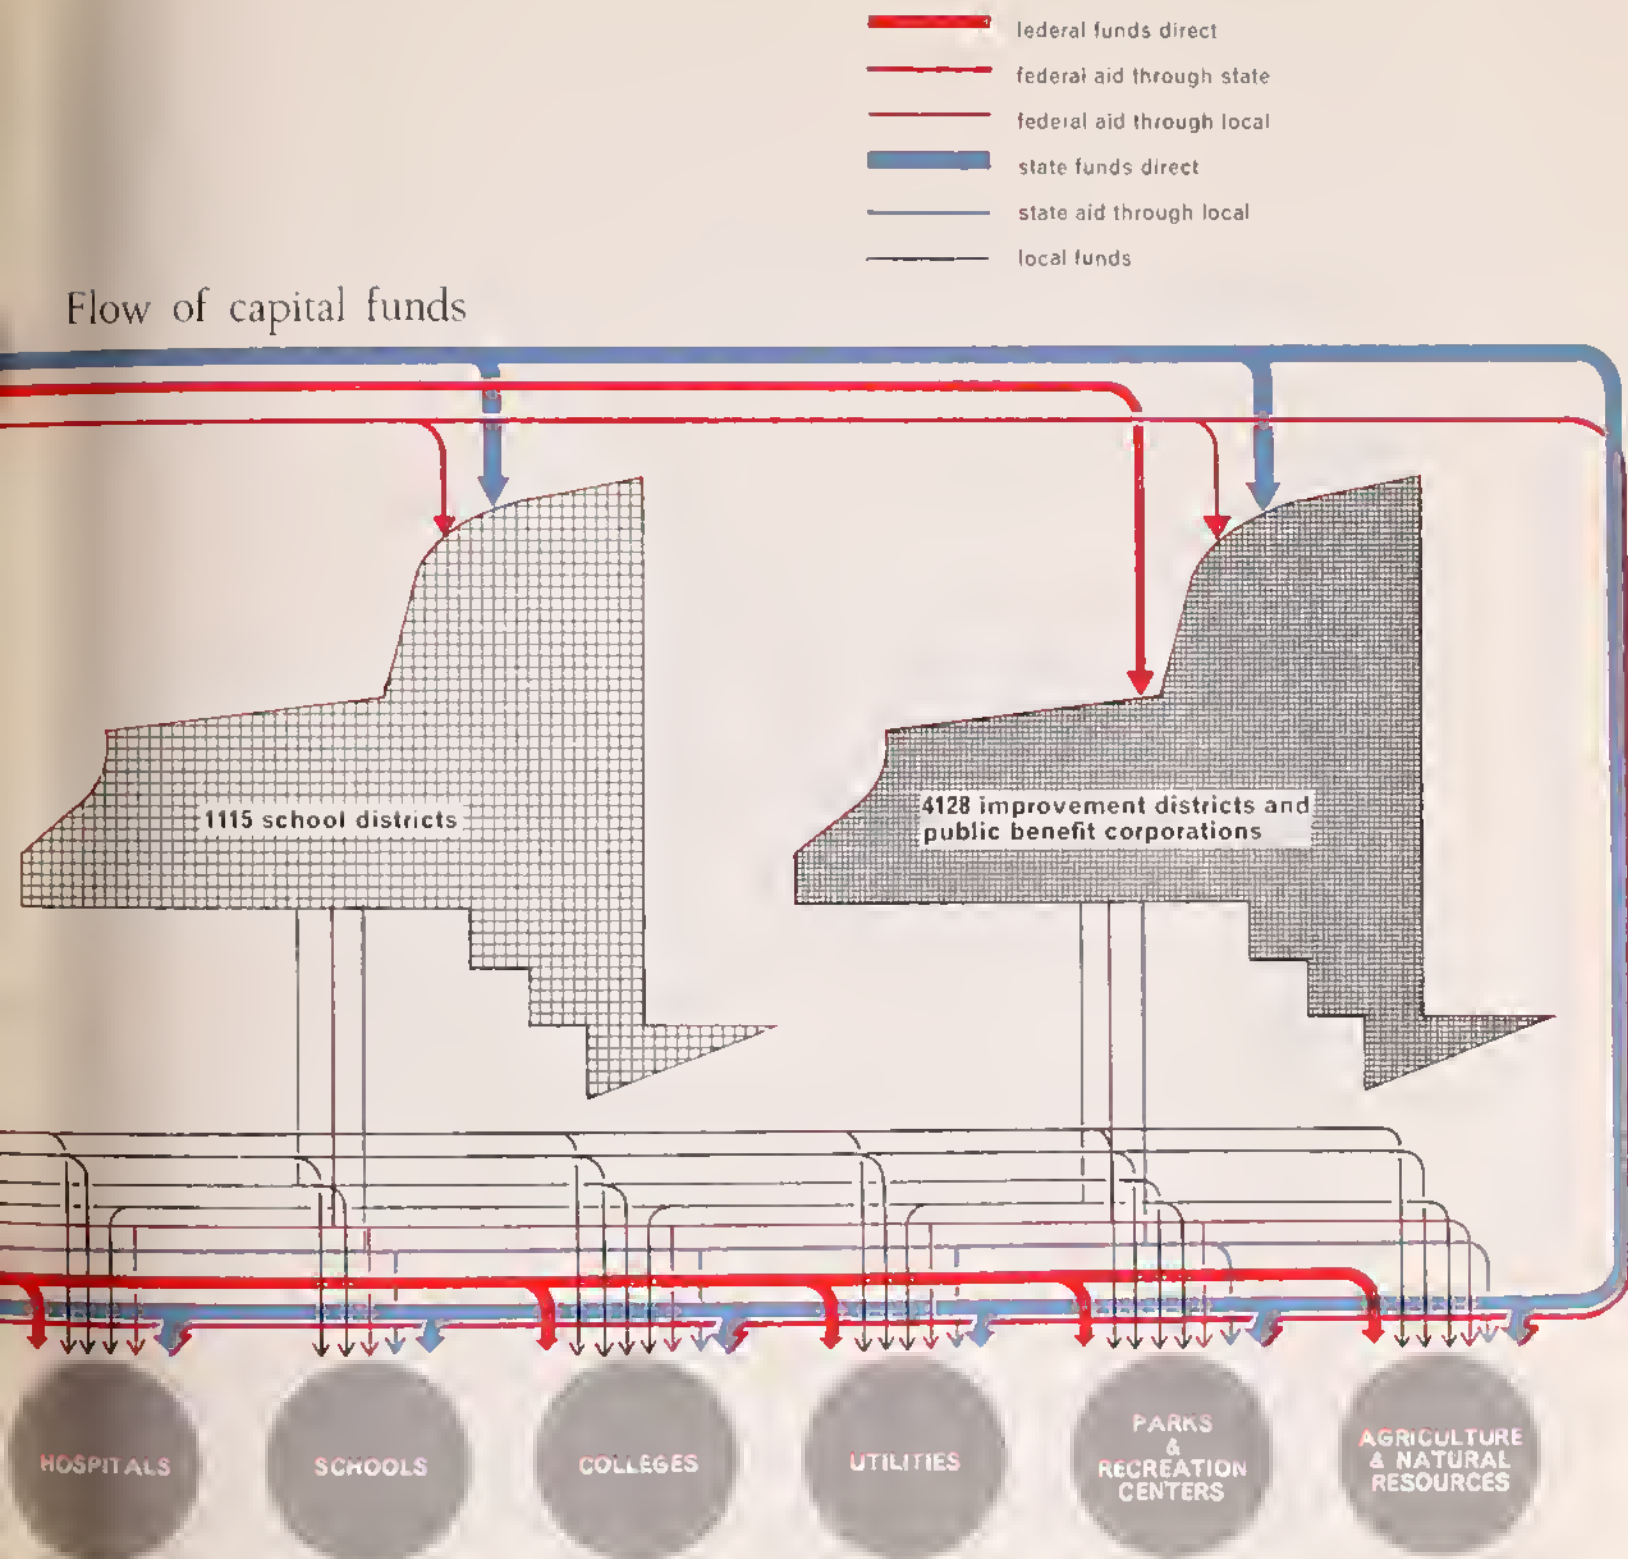 federal funds direct
federal aid through state
federal aid through local
state funds direct
state aid through local
local funds
Flow of capital funds
1115 school districts
4128 improvement districts and
public benefit corporations
HOSPITALS
SCHOOLS
COLLEGES
UTILITIES
PARKS
&
RECREATION
CENTERS
AGRICULTURE
& NATURAL
RESOURCES